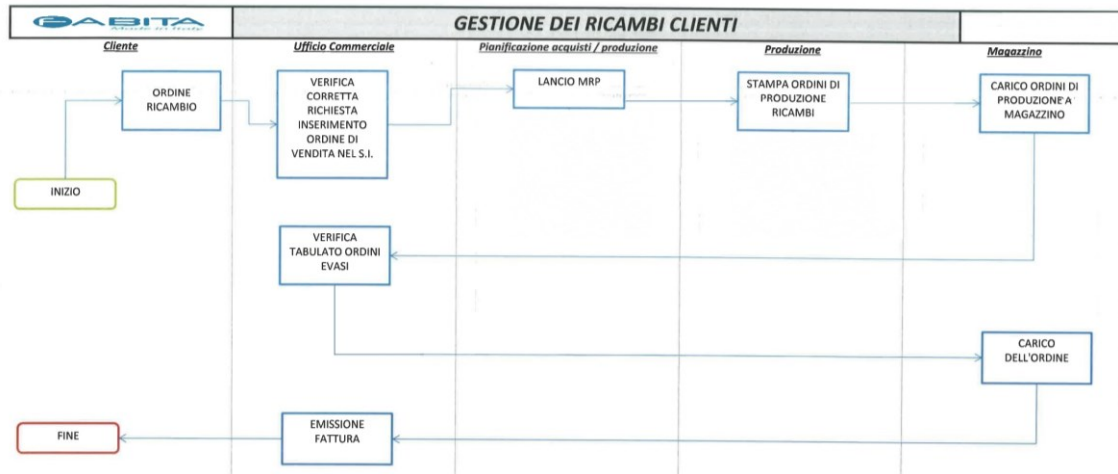 FABITA
Made in Italy
GESTIONE DEI RICAMBI CLIENTI
Cliente
Ufficio Commerciale
Pianificazione acquisti / produzione
Produzione
Magazzino
ORDINE
RICAMBIO
VERIFICA
CORRETTA
RICHIESTA
INSERIMENTO
ORDINE DI
VENDITA NEL S.I.
LANCIO MRP
STAMPA ORDINI DI
PRODUZIONE
RICAMBI
CARICO ORDINI DI
PRODUZIONE A
MAGAZZINO
INIZIO
VERIFICA
TABULATO ORDINI
EVASI
CARICO
DELL'ORDINE
EMISSIONE
FATTURA
FINE